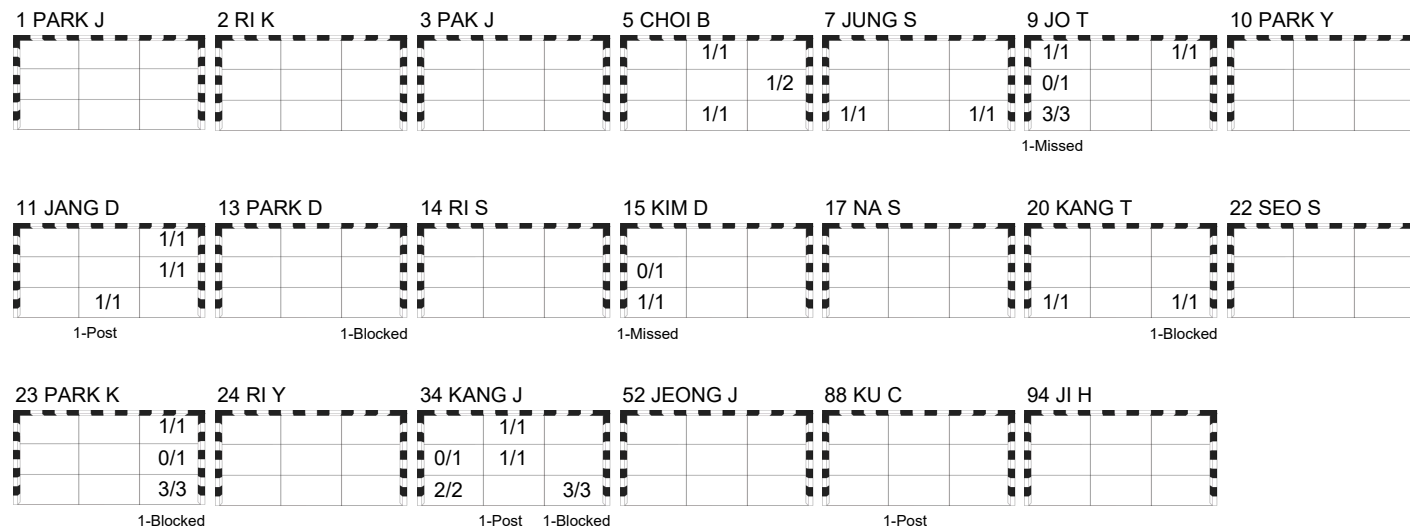 1 PARK J 2 RI K 3 PAK J 5 CHOI B 7 JUNG S 9 JO T 10 PARK Y
1/1 1/1 1/1
1/2 0/1
1/1 1/1 1/1 3/3
1-Missed
11 JANG D 13 PARK D 14 RI S 15 KIM D 17 NA S 20 KANG T 22 SEO S
1/1
1/1 0/1
1/1 1/1 1/1 1/1
1-Post 1-Blocked 1-Missed 1-Blocked
23 PARK K 24 RI Y 34 KANG J 52 JEONG J 88 KU C 94 JI H
1/1 1/1
0/1 0/1 1/1
3/3 2/2 3/3
1-Blocked 1-Post 1-Blocked 1-Post